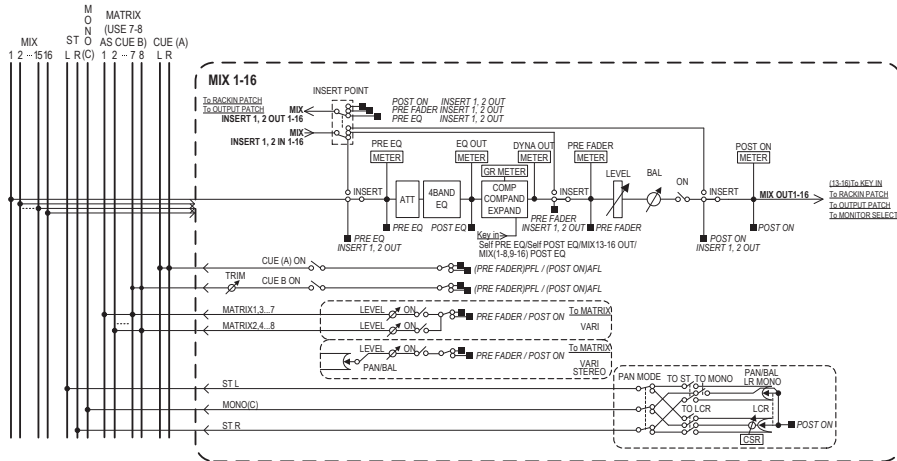 MONO(C)
MATRIX
(USE 7-8
AS CUE B)
MIX
ST
CUE (A)
1 2 ··· 15 16
L R
1 2 ··· 7 8
L R
MIX 1-16
INSERT POINT
To RACKIN PATCH
To OUTPUT PATCH
MIX
INSERT 1, 2 OUT 1-16
POST ON INSERT 1, 2 OUT
PRE FADER INSERT 1, 2 OUT
PRE EQ INSERT 1, 2 OUT
MIX
INSERT 1, 2 IN 1-16
PRE EQ
METER
EQ OUT
METER
DYNA OUT
METER
PRE FADER
METER
POST ON
METER
GR METER
INSERT
ATT
4BAND
EQ
COMP
COMPAND
EXPAND
INSERT
LEVEL
BAL
ON
INSERT
MIX OUT1-16
(13-16)To KEY IN
To RACKIN PATCH
To OUTPUT PATCH
To MONITOR SELECT
PRE EQ
INSERT 1, 2 OUT
PRE EQ
POST EQ
Key in
Self PRE EQ/Self POST EQ/MIX13-16 OUT/
MIX(1-8,9-16) POST EQ
PRE FADER
INSERT 1, 2 OUT
PRE FADER
POST ON
INSERT 1, 2 OUT
POST ON
CUE (A) ON
(PRE FADER)PFL / (POST ON)AFL
TRIM
CUE B ON
(PRE FADER)PFL / (POST ON)AFL
MATRIX1,3...7
LEVEL
ON
PRE FADER / POST ON
To MATRIX
MATRIX2,4...8
LEVEL
ON
VARI
LEVEL
ON
PAN/BAL
PRE FADER / POST ON
To MATRIX
VARI
STEREO
ST L
MONO(C)
ST R
PAN MODE
TO ST
TO MONO
PAN/BAL
LR MONO
TO LCR
LCR
CSR
POST ON